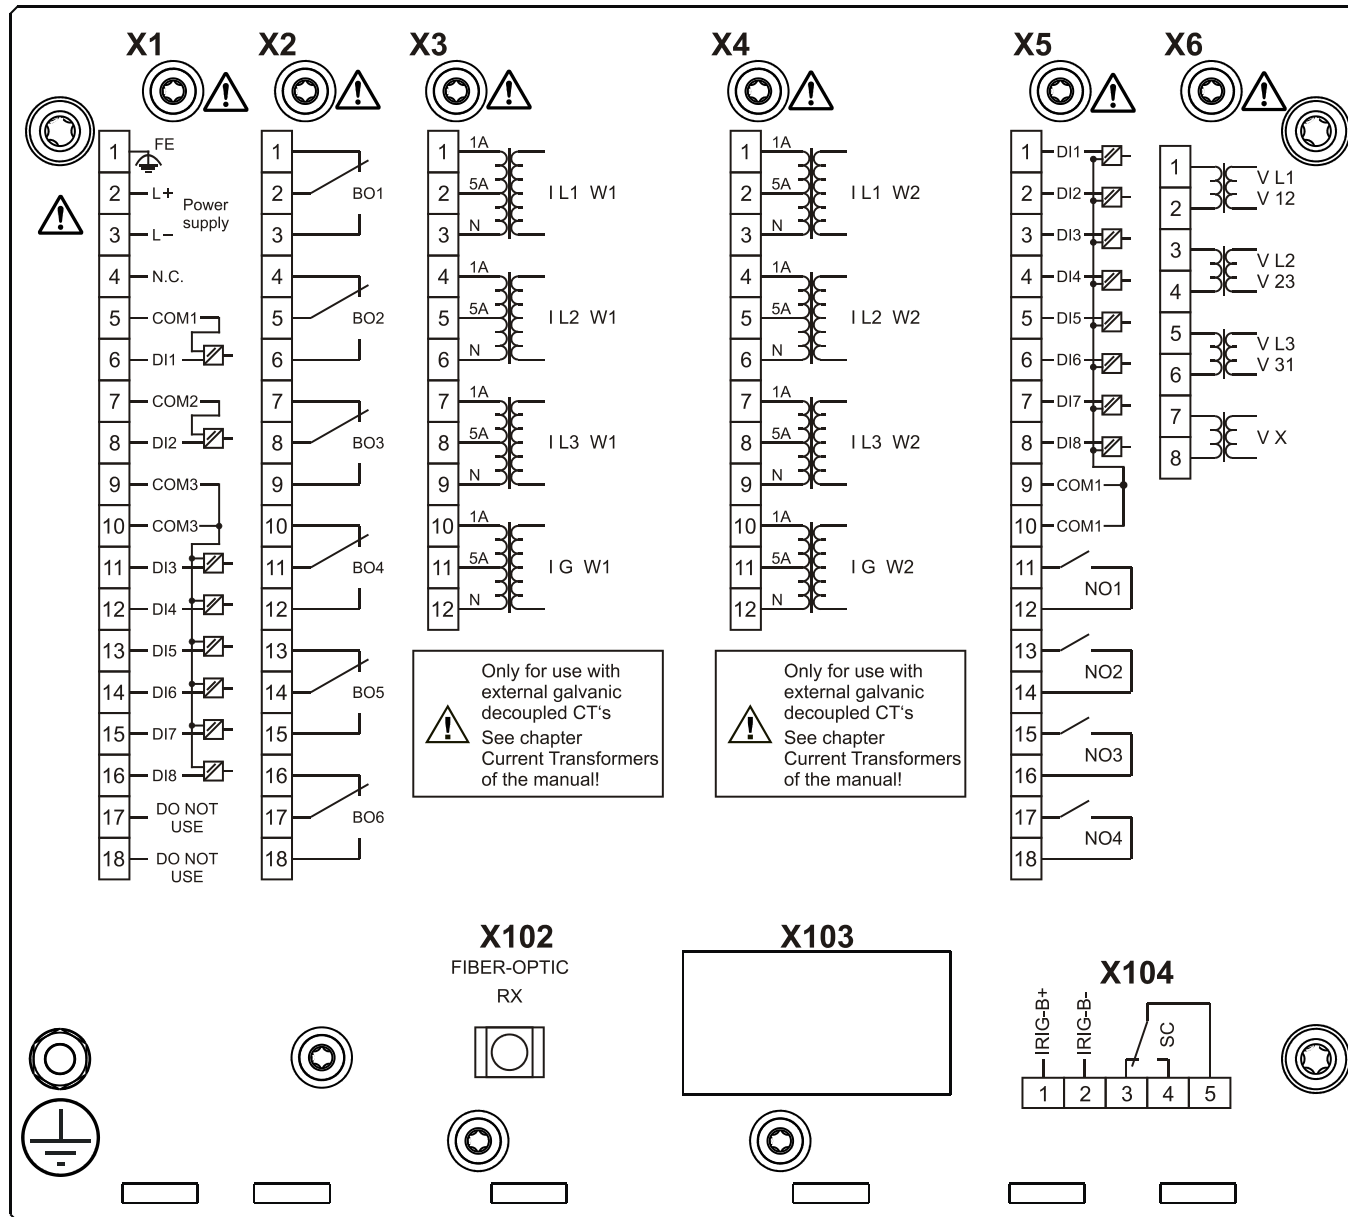 X1
1 FE
2 L+ Power
supply
3 L−
4 N.C.
5 COM1
6 DI1
7 COM2
8 DI2
9 COM3
10 COM3
11 DI3
12 DI4
13 DI5
14 DI6
15 DI7
16 DI8
17 DO NOT
USE
18 DO NOT
USE
X2
1
2 BO1
3
4
5 BO2
6
7
8 BO3
9
10
11 BO4
12
13
14 BO5
15
16
17 BO6
18
X3
1 1A
2 5A I L1 W1
3 N
4 1A
5 5A I L2 W1
6 N
7 1A
8 5A I L3 W1
9 N
10 1A
11 5A I G W1
12 N
Only for use with
external galvanic
decoupled CT‘s
See chapter
Current Transformers
of the manual!
X4
1 1A
2 5A I L1 W2
3 N
4 1A
5 5A I L2 W2
6 N
7 1A
8 5A I L3 W2
9 N
10 1A
11 5A I G W2
12 N
Only for use with
external galvanic
decoupled CT‘s
See chapter
Current Transformers
of the manual!
X5
1 DI1
2 DI2
3 DI3
4 DI4
5 DI5
6 DI6
7 DI7
8 DI8
9 COM1
10 COM1
11
NO1
12
13
NO2
14
15
NO3
16
17
NO4
18
X6
1 V L1
2 V 12
3 V L2
4 V 23
5 V L3
6 V 31
7
V X
8
X102
FIBER-OPTIC
RX
X103
X104
IRIG-B+
IRIG-B-
SC
1 2 3 4 5